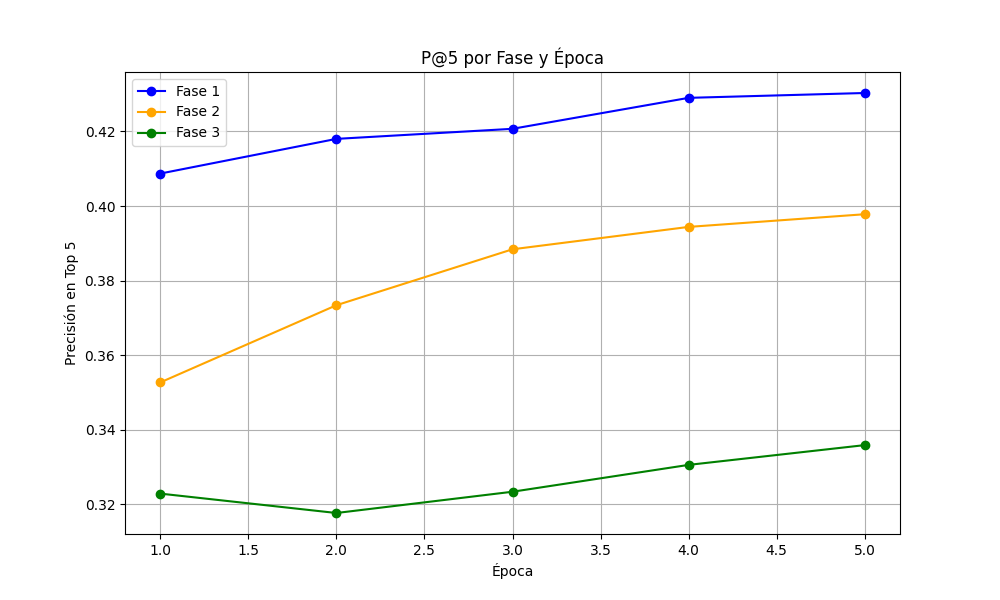 P@5 por Fase y Época
Fase 1
Fase 2
Fase 3
Precisión en Top 5
0.42
0.40
0.38
0.36
0.34
0.32
1.0 1.5 2.0 2.5 3.0 3.5 4.0 4.5 5.0
Época